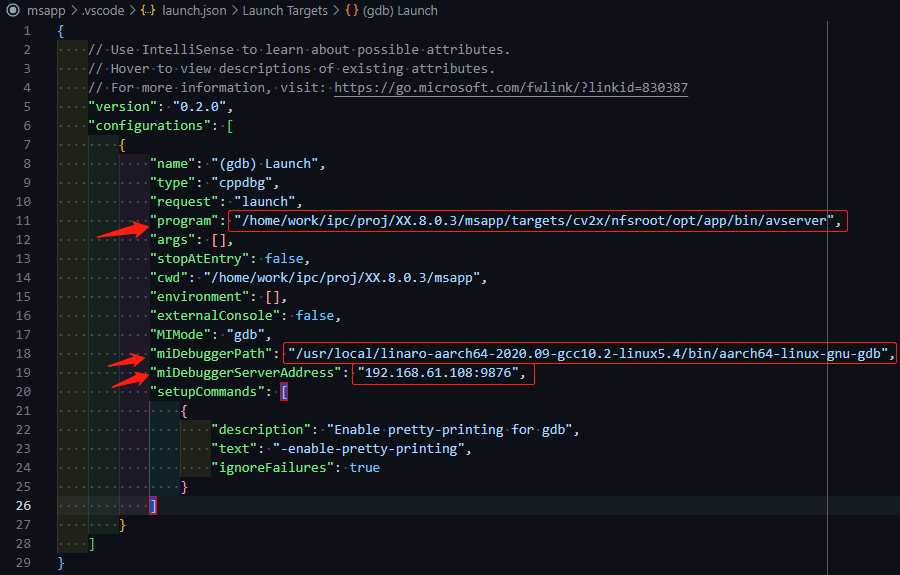 msapp > .vscode > {..} launch.json > Launch Targets > {} (gdb) Launch
1 {
2 // Use IntelliSense to learn about possible attributes.
3 // Hover to view descriptions of existing attributes.
4 // For more information, visit: https://go.microsoft.com/fwlink/?linkid=830387
5 "version": "0.2.0",
6 "configurations": [
7 {
8 "name": "(gdb) Launch",
9 "type": "cppdbg",
10 "request": "launch",
11 "program": "/home/work/ipc/proj/XX.8.0.3/msapp/targets/cv2x/nfsroot/opt/app/bin/avserver",
12 "args": [],
13 "stopAtEntry": false,
14 "cwd": "/home/work/ipc/proj/XX.8.0.3/msapp",
15 "environment": [],
16 "externalConsole": false,
17 "MIMode": "gdb",
18 "miDebuggerPath": "/usr/local/linaro-aarch64-2020.09-gcc10.2-linux5.4/bin/aarch64-linux-gnu-gdb",
19 "miDebuggerServerAddress": "192.168.61.108:9876",
20 "setupCommands": [
21 {
22 "description": "Enable pretty-printing for gdb",
23 "text": "-enable-pretty-printing",
24 "ignoreFailures": true
25 }
26 ]
27 }
28 ]
29 }